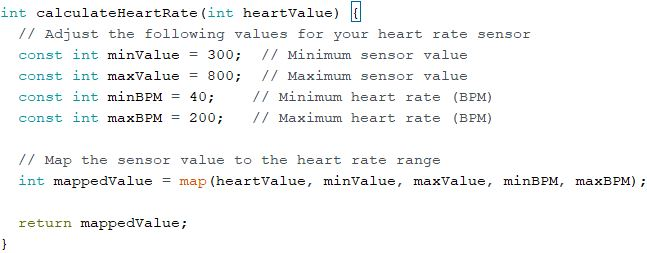 int calculateHeartRate(int heartValue) {
  // Adjust the following values for your heart rate sensor
  const int minValue = 300;  // Minimum sensor value
  const int maxValue = 800;  // Maximum sensor value
  const int minBPM = 40;    // Minimum heart rate (BPM)
  const int maxBPM = 200;   // Maximum heart rate (BPM)

  // Map the sensor value to the heart rate range
  int mappedValue = map(heartValue, minValue, maxValue, minBPM, maxBPM);

  return mappedValue;
}